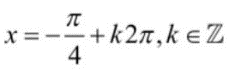 x = -π/4 + k2π, k ∈ ℤ